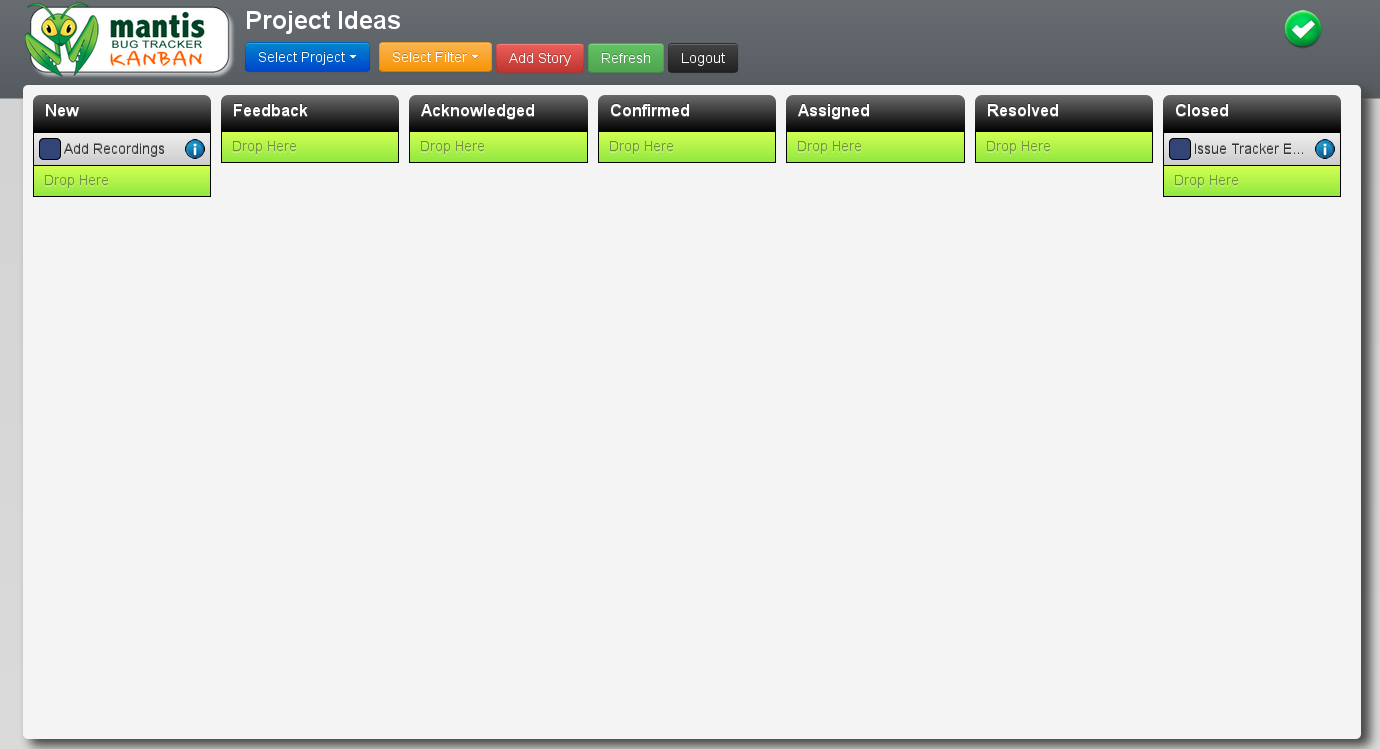 mantis
BUG TRACKER
KANBAN
Project Ideas
Select Project
Select Filter
Add Story
Refresh
Logout
New
Feedback
Acknowledged
Confirmed
Assigned
Resolved
Closed
Add Recordings
i
Drop Here
Drop Here
Drop Here
Drop Here
Drop Here
Issue Tracker E...
i
Drop Here
Drop Here